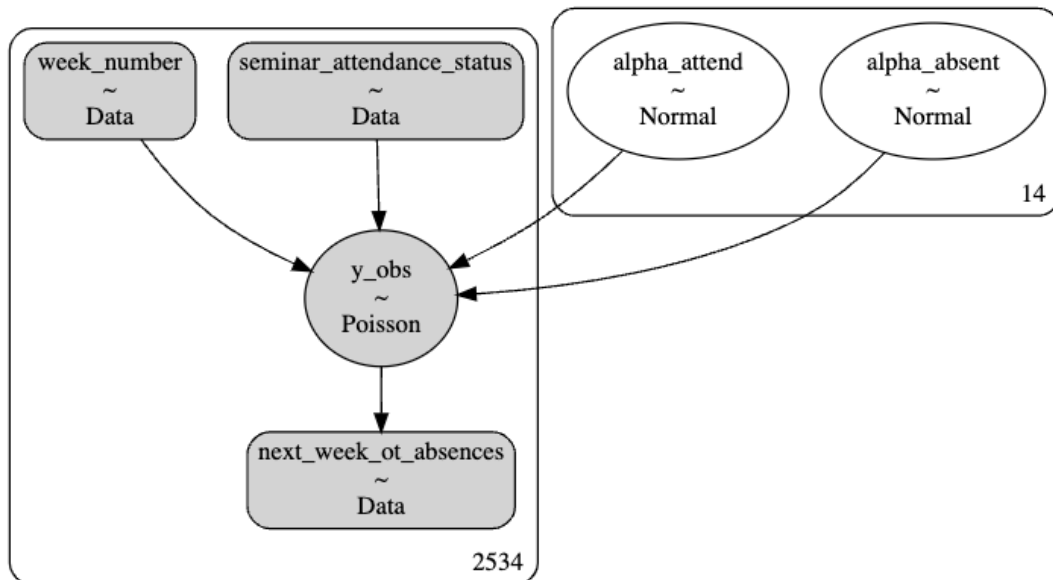 week_number
~
Data
seminar_attendance_status
~
Data
alpha_attend
~
Normal
alpha_absent
~
Normal
14
y_obs
~
Poisson
next_week_ot_absences
~
Data
2534